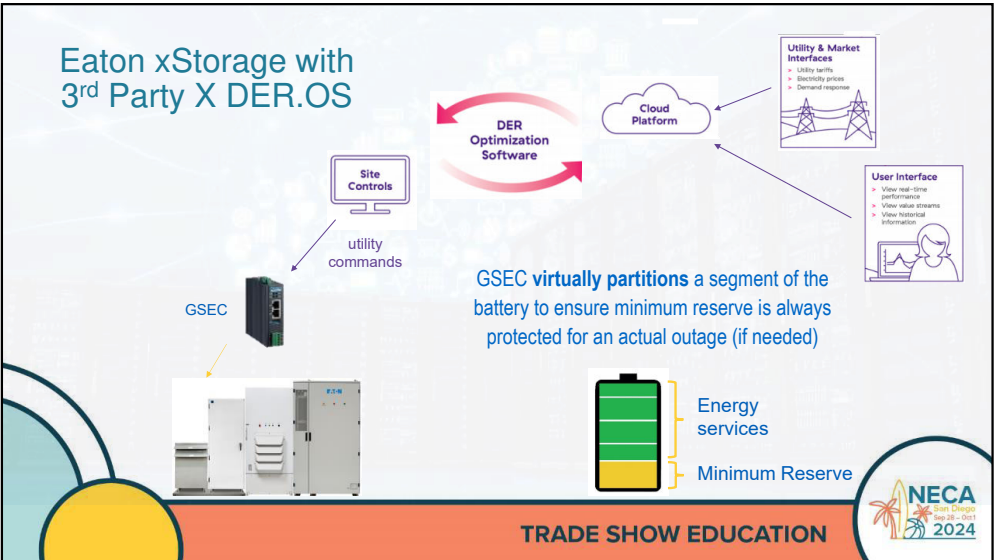 Eaton xStorage with
3rd Party X DER.OS
DER
Optimization
Software
Cloud
Platform
Utility & Market
Interfaces
> Utility tariffs
> Electricity prices
> Demand response
Site
Controls
User Interface
> View real-time
performance
> View value streams
> View historical
information
utility
commands
GSEC
GSEC virtually partitions a segment of the
battery to ensure minimum reserve is always
protected for an actual outage (if needed)
E·T·N
Energy
services
Minimum Reserve
TRADE SHOW EDUCATION
NECA
San Diego
Sep 28 - Oct 1
2024